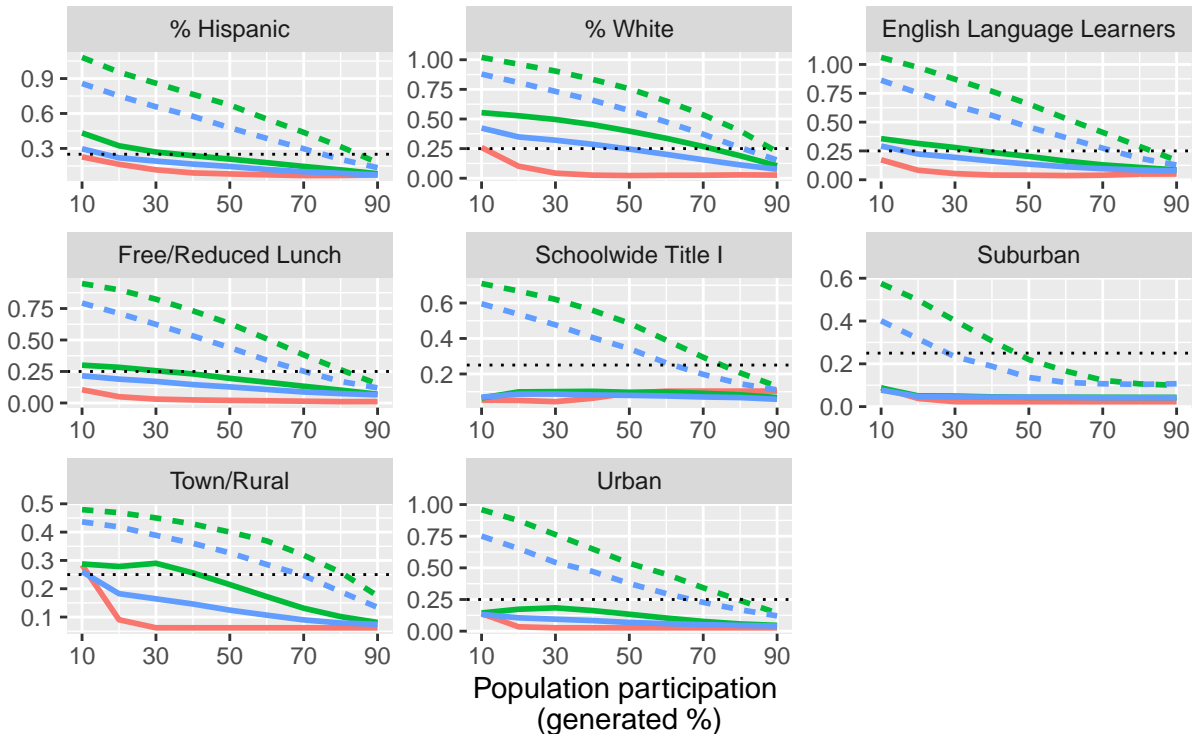 % Hispanic
% White
English Language Learners
0.9
0.6
0.3
1.00
0.75
0.50
0.25
0.00
1.00
0.75
0.50
0.25
0.00
10 30 50 70 90
10 30 50 70 90
10 30 50 70 90
Free/Reduced Lunch
Schoolwide Title I
Suburban
0.75
0.50
0.25
0.00
0.6
0.4
0.2
0.6
0.4
0.2
0.0
10 30 50 70 90
10 30 50 70 90
10 30 50 70 90
Town/Rural
Urban
0.5
0.4
0.3
0.2
0.1
1.00
0.75
0.50
0.25
0.00
10 30 50 70 90
10 30 50 70 90
Population participation
(generated %)